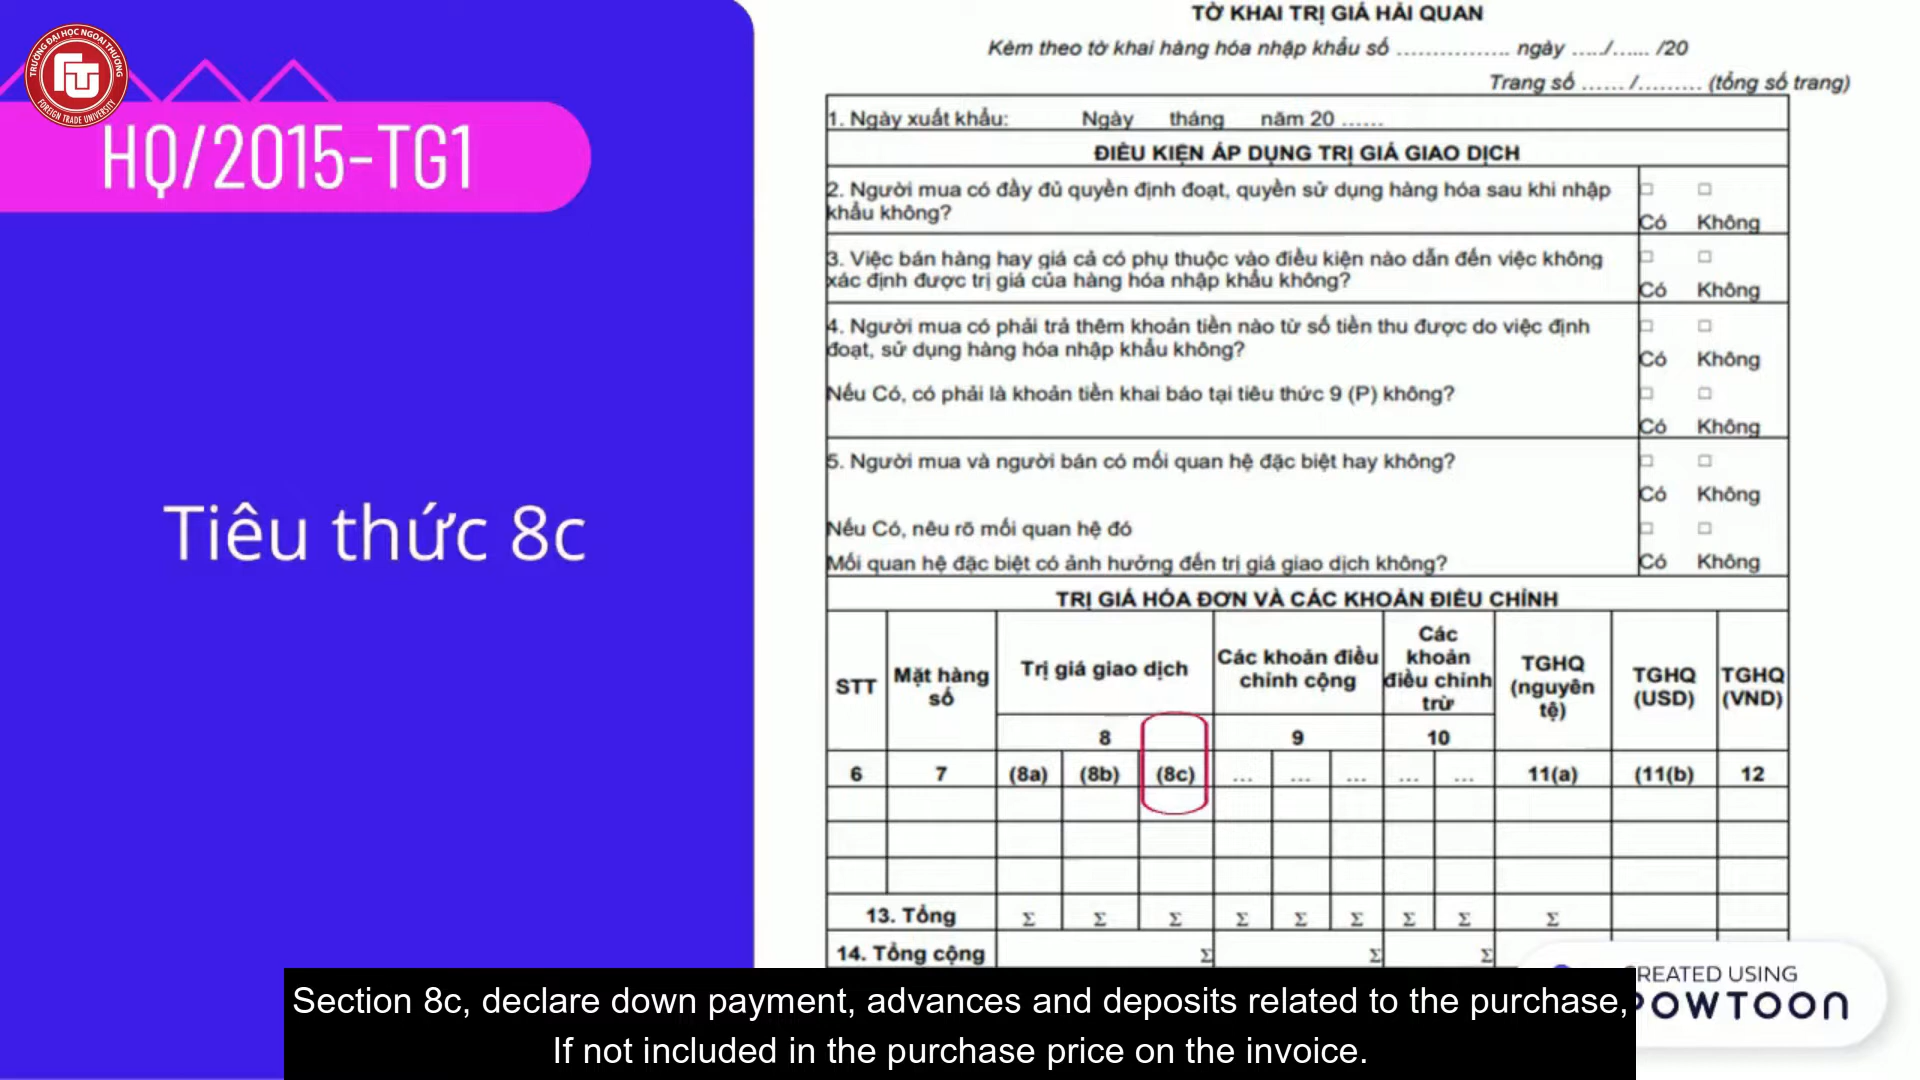 TRƯỜNG ĐẠI HỌC NGOẠI THƯƠNG
FTU
FOREIGN TRADE UNIVERSITY
HQ/2015-TG1
Tiêu thức 8c
TỜ KHAI TRỊ GIÁ HẢI QUAN
Kèm theo tờ khai hàng hóa nhập khẩu số ................ ngày ...../...... /20
Trang số ...... /......... (tổng số trang)
1. Ngày xuất khẩu: Ngày tháng năm 20 ......
ĐIỀU KIỆN ÁP DỤNG TRỊ GIÁ GIAO DỊCH
2. Người mua có đầy đủ quyền định đoạt, quyền sử dụng hàng hóa sau khi nhập
khẩu không?
□ □
Có Không
3. Việc bán hàng hay giá cả có phụ thuộc vào điều kiện nào dẫn đến việc không
xác định được trị giá của hàng hóa nhập khẩu không?
□ □
Có Không
4. Người mua có phải trả thêm khoản tiền nào từ số tiền thu được do việc định
đoạt, sử dụng hàng hóa nhập khẩu không?
□ □
Có Không
Nếu Có, có phải là khoản tiền khai báo tại tiêu thức 9 (P) không?
□ □
Có Không
5. Người mua và người bán có mối quan hệ đặc biệt hay không?
□ □
Có Không
Nếu Có, nêu rõ mối quan hệ đó
□ □
Mối quan hệ đặc biệt có ảnh hưởng đến trị giá giao dịch không?
Có Không
TRỊ GIÁ HÓA ĐƠN VÀ CÁC KHOẢN ĐIỀU CHỈNH
STT
Mặt hàng
số
Trị giá giao dịch
Các khoản điều
chỉnh cộng
Các
khoản
điều chỉnh
trừ
TGHQ
(nguyên
tệ)
TGHQ
(USD)
TGHQ
(VND)
8 9 10
6 7 (8a) (8b) (8c) ... ... ... ... ... 11(a) (11(b) 12
13. Tổng Σ Σ Σ Σ Σ Σ Σ Σ Σ
14. Tổng cộng Σ Σ Σ
CREATED USING
POWTOON
Section 8c, declare down payment, advances and deposits related to the purchase,
If not included in the purchase price on the invoice.